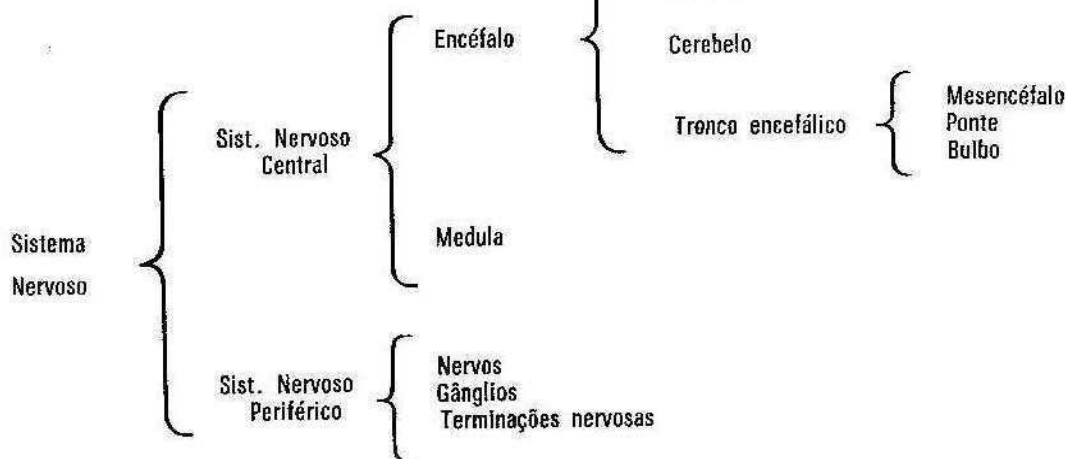 Encéfalo
Cerebelo
Tronco encefálico
Mesencéfalo
Ponte
Bulbo
Sist. Nervoso
Central
Medula
Sistema
Nervoso
Sist. Nervoso
Periférico
Nervos
Gânglios
Terminações nervosas